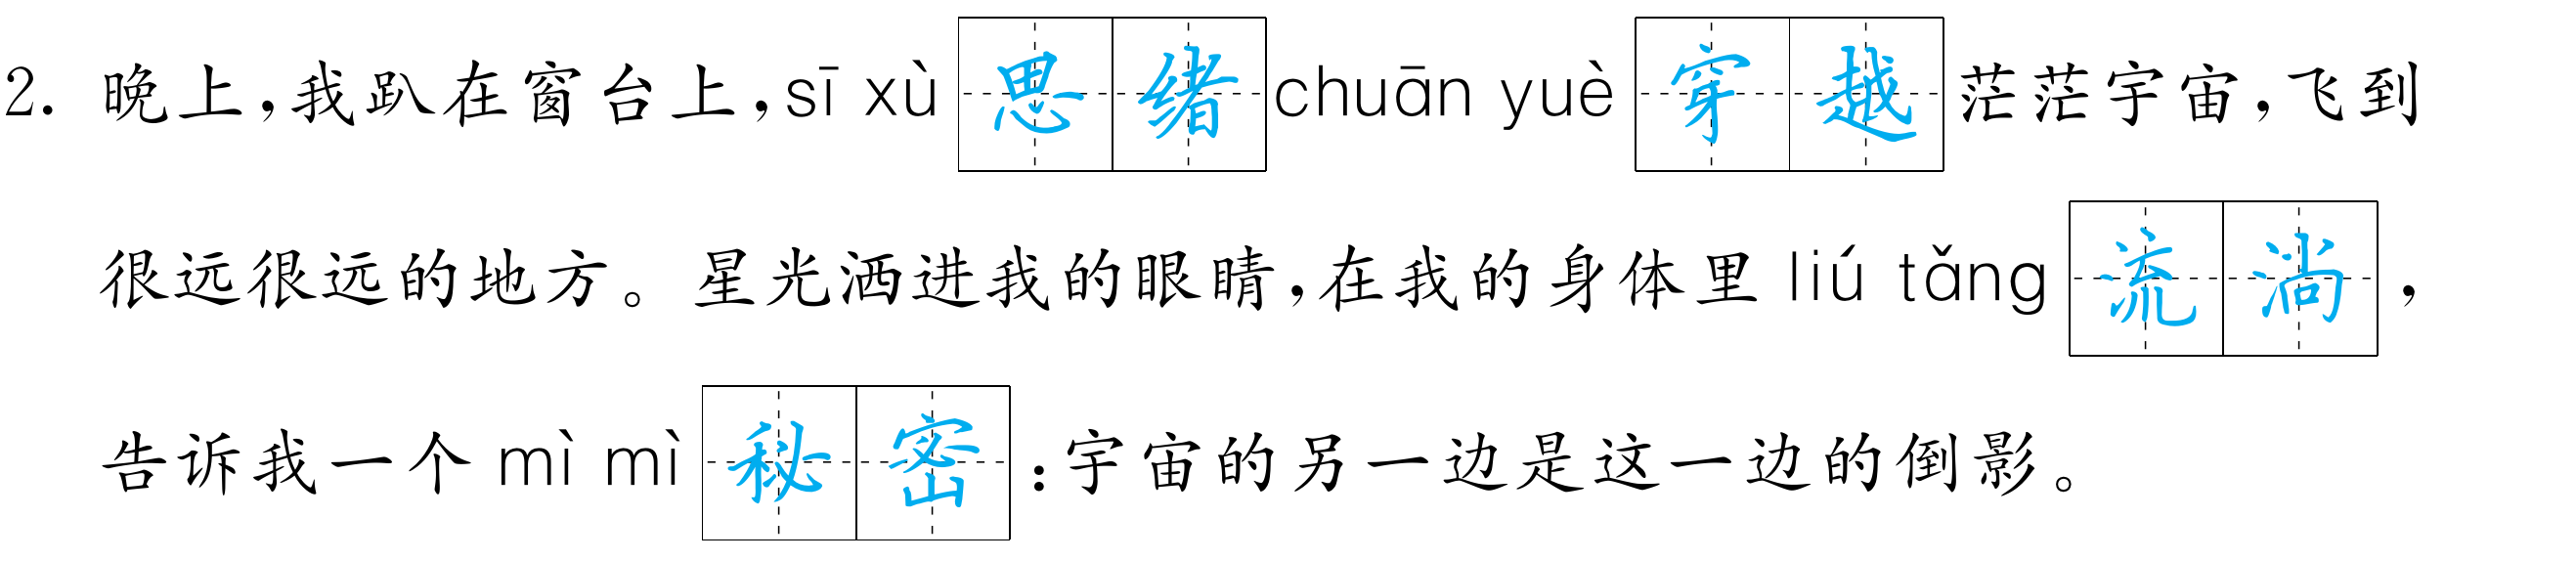 2. 晚上,我趴在窗台上,sī xù 思绪 chuān yuè 穿越 茫茫宇宙,飞到
很远很远的地方。星光洒进我的眼睛,在我的身体里 liú tǎng 流淌,
告诉我一个 mì mì 秘密:宇宙的另一边是这一边的倒影。